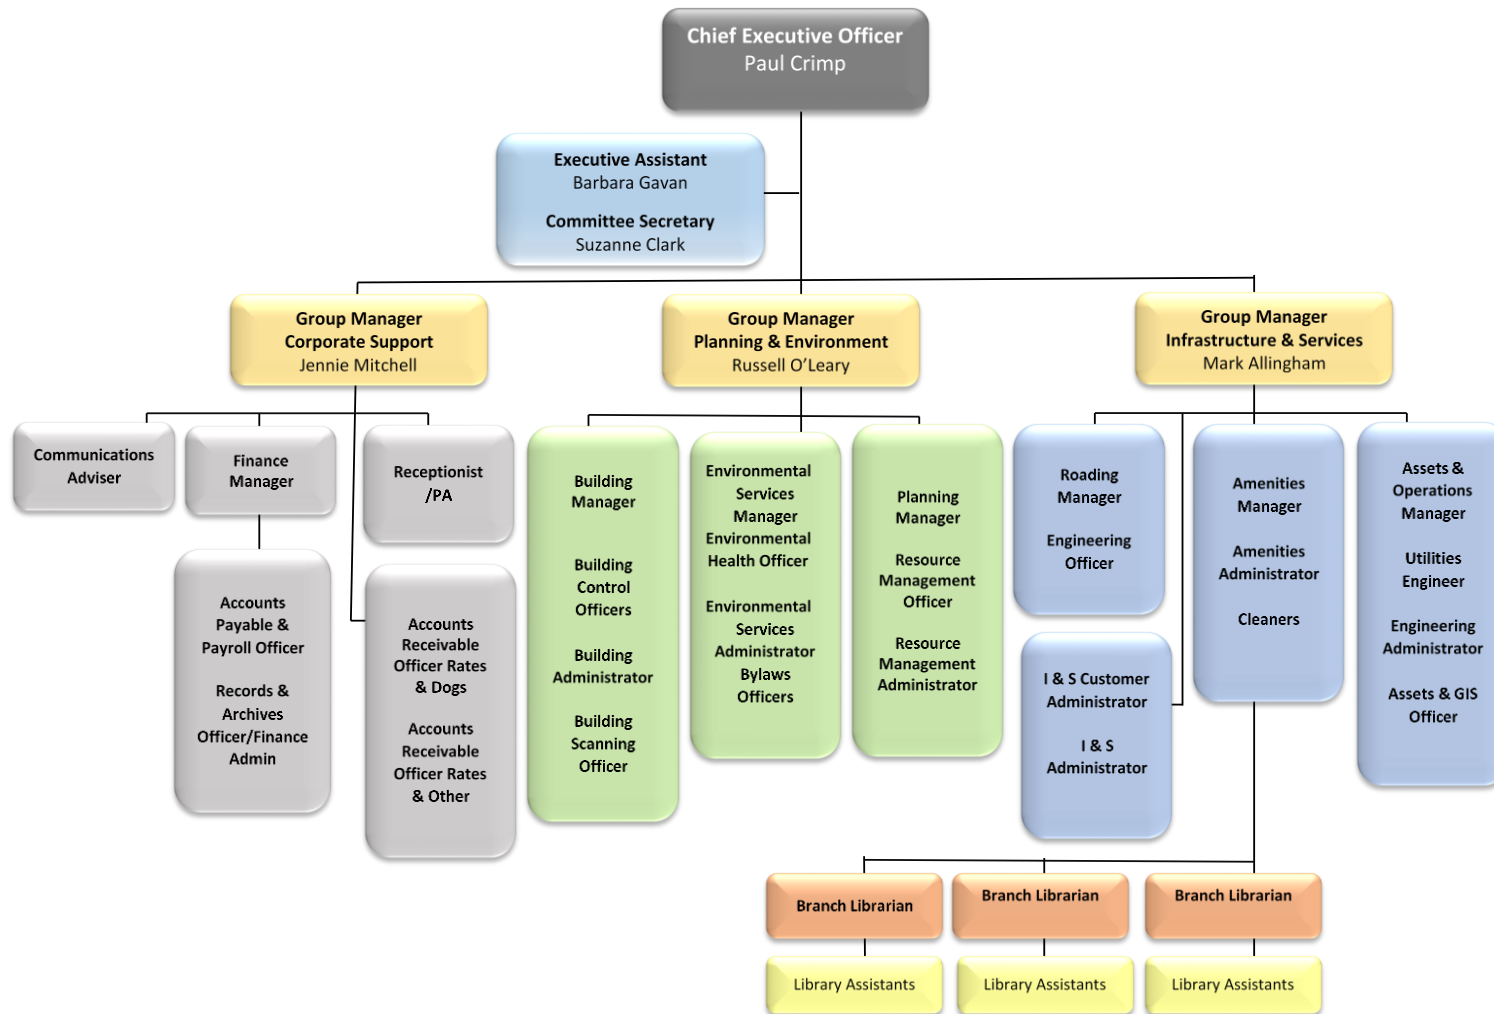 Chief Executive Officer
Paul Crimp
Executive Assistant
Barbara Gavan
Committee Secretary
Suzanne Clark
Group Manager
Corporate Support
Jennie Mitchell
Group Manager
Planning & Environment
Russell O’Leary
Group Manager
Infrastructure & Services
Mark Allingham
Communications
Adviser
Finance
Manager
Receptionist
/PA
Accounts
Payable &
Payroll Officer
Records &
Archives
Officer/Finance
Admin
Accounts
Receivable
Officer Rates
& Dogs
Accounts
Receivable
Officer Rates
& Other
Building
Manager
Building
Control
Officers
Building
Administrator
Building
Scanning
Officer
Environmental
Services
Manager
Environmental
Health Officer
Environmental
Services
Administrator
Bylaws
Officers
Planning
Manager
Resource
Management
Officer
Resource
Management
Administrator
Roading
Manager
Engineering
Officer
I & S Customer
Administrator
I & S
Administrator
Amenities
Manager
Amenities
Administrator
Cleaners
Assets &
Operations
Manager
Utilities
Engineer
Engineering
Administrator
Assets & GIS
Officer
Branch Librarian
Branch Librarian
Branch Librarian
Library Assistants
Library Assistants
Library Assistants